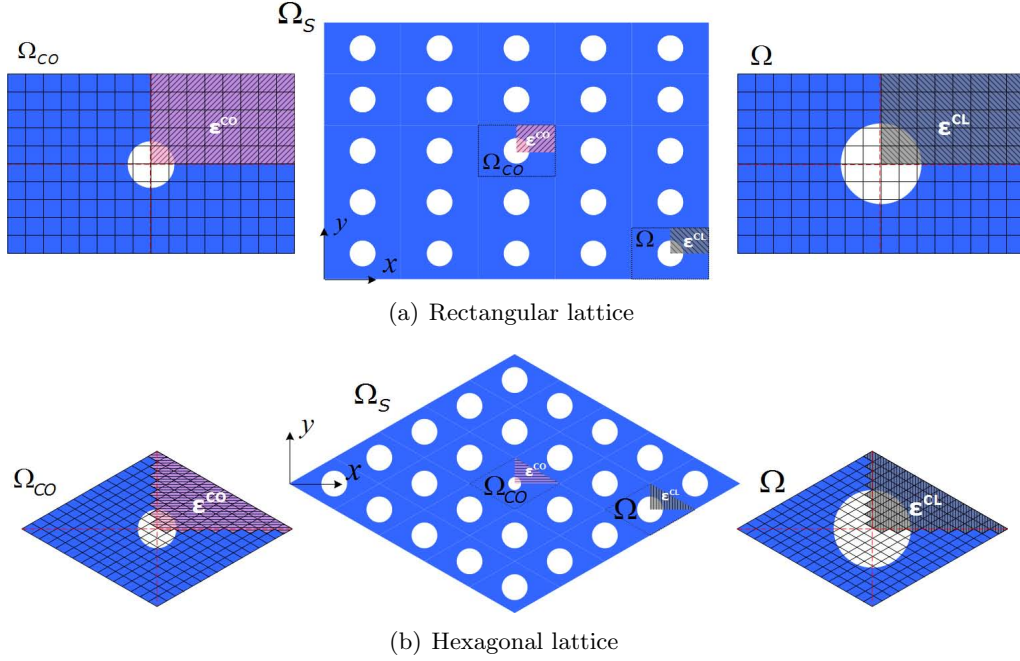 Ω_CO
ε^CO
Ω_S
ε^CO
Ω_CO
Ω
ε^CL
y
x
Ω
ε^CL
(a) Rectangular lattice
Ω_CO
ε^CO
Ω_S
y
x
ε^CO
Ω_CO
ε^CL
Ω
Ω
ε^CL
(b) Hexagonal lattice